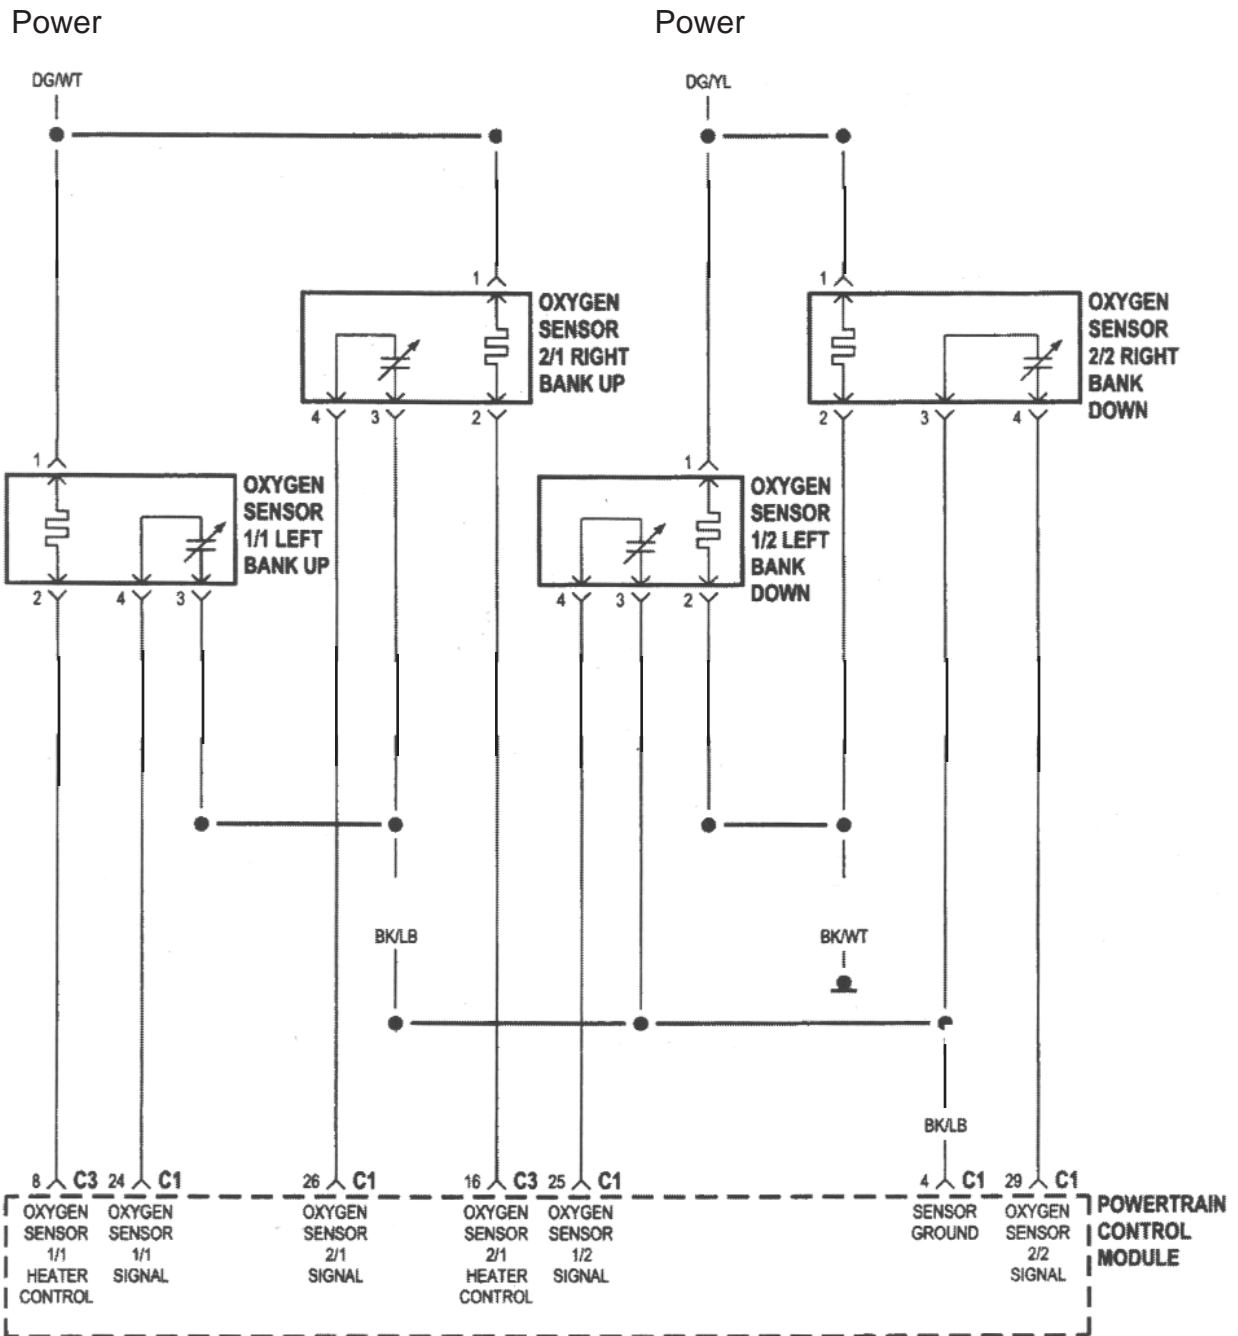 Power
Power
DG/WT
DG/YL
1
1
OXYGEN
SENSOR
2/1 RIGHT
BANK UP
OXYGEN
SENSOR
2/2 RIGHT
BANK
DOWN
4
3
2
2
3
4
1
1
OXYGEN
SENSOR
1/1 LEFT
BANK UP
OXYGEN
SENSOR
1/2 LEFT
BANK
DOWN
2
4
3
4
3
2
BK/LB
BK/WT
BK/LB
8 C3
24 C1
26 C1
16 C3
25 C1
4 C1
29 C1
OXYGEN
SENSOR
1/1
HEATER
CONTROL
OXYGEN
SENSOR
1/1
SIGNAL
OXYGEN
SENSOR
2/1
SIGNAL
OXYGEN
SENSOR
2/1
HEATER
CONTROL
OXYGEN
SENSOR
1/2
SIGNAL
SENSOR
GROUND
OXYGEN
SENSOR
2/2
SIGNAL
POWERTRAIN
CONTROL
MODULE